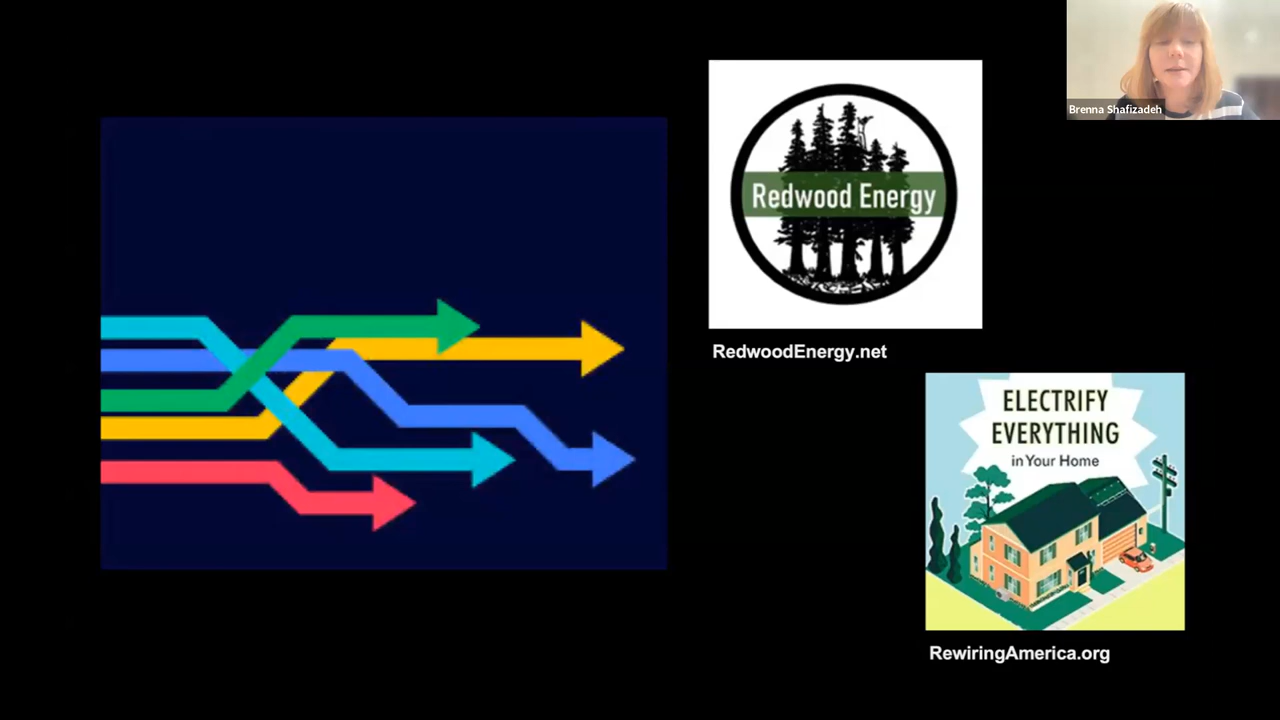 Brenna Shafizadeh
Redwood Energy
RedwoodEnergy.net
ELECTRIFY
EVERYTHING
in Your Home
RewiringAmerica.org